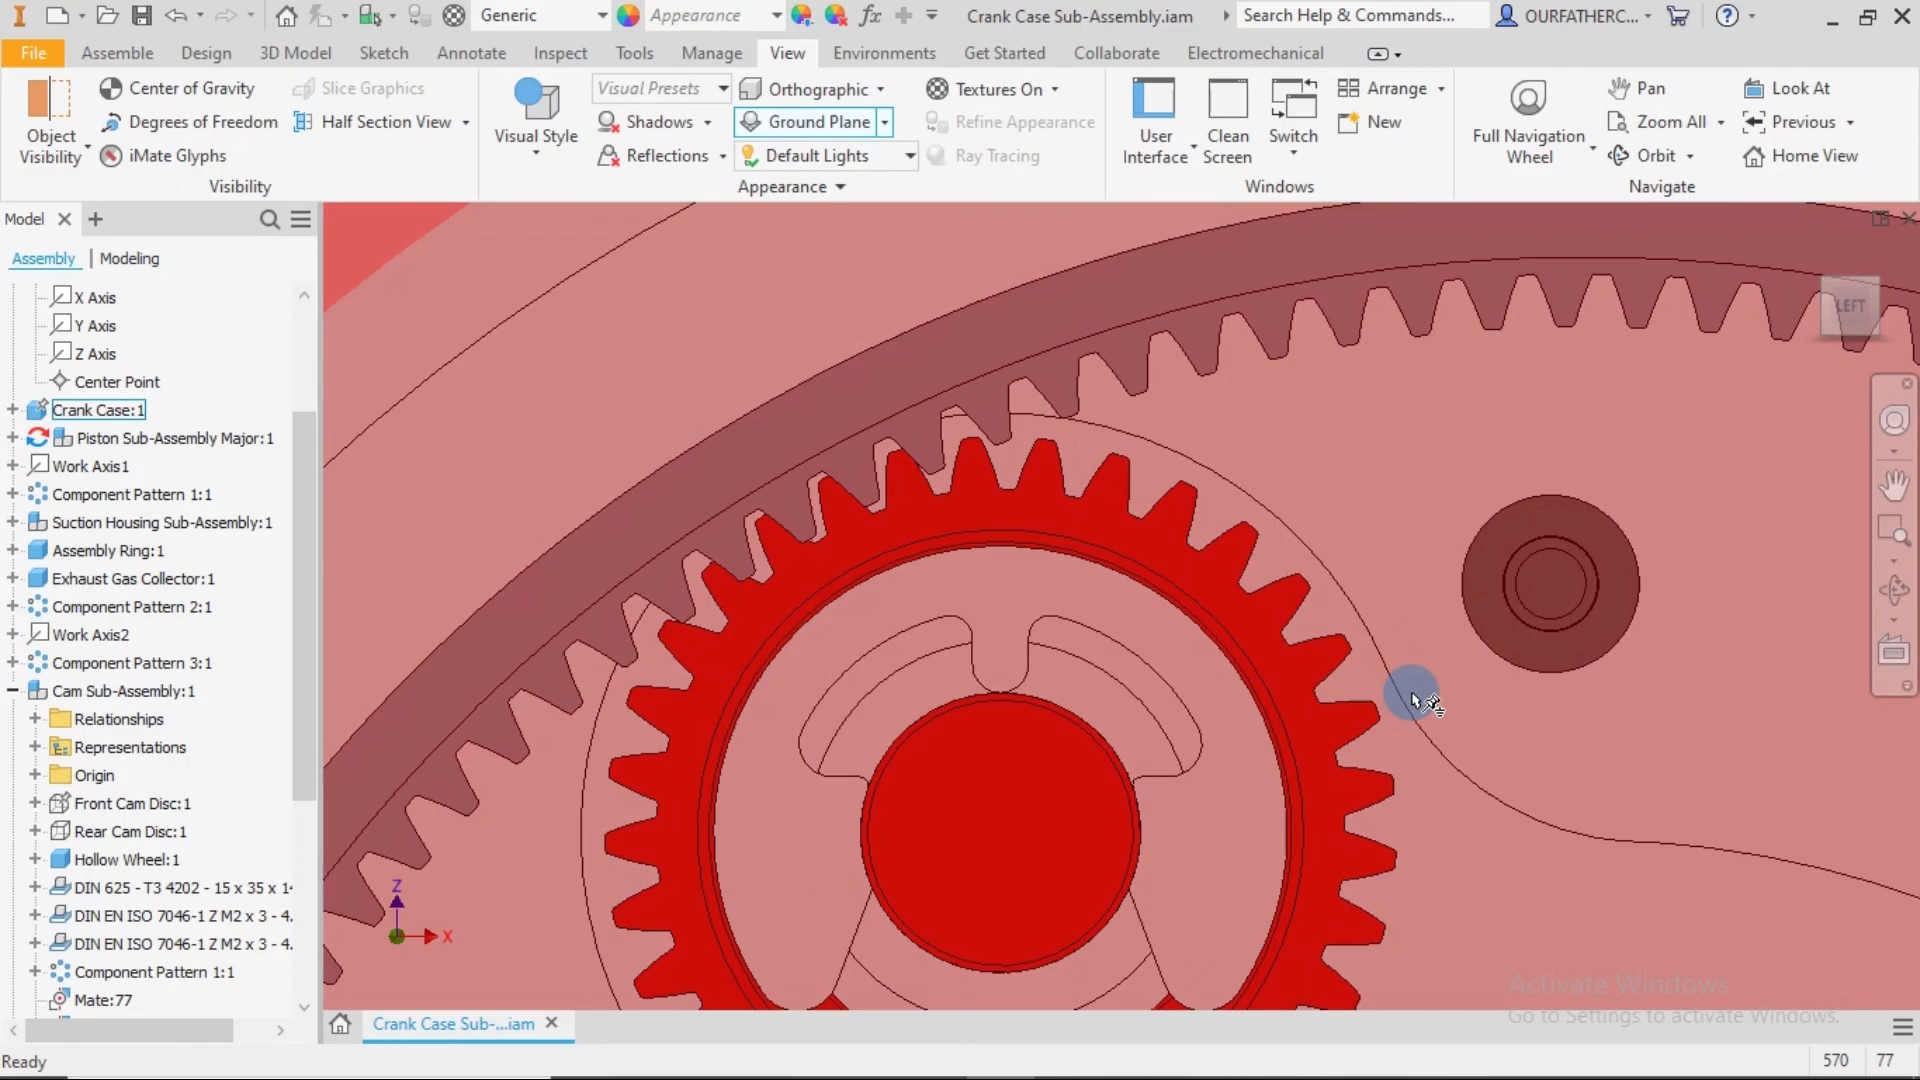 Generic
Appearance
Crank Case Sub-Assembly.iam
Search Help & Commands...
OURFATHERC...
File
Assemble
Design
3D Model
Sketch
Annotate
Inspect
Tools
Manage
View
Environments
Get Started
Collaborate
Electromechanical
Object Visibility
Center of Gravity
Degrees of Freedom
iMate Glyphs
Slice Graphics
Half Section View
Visibility
Visual Style
Visual Presets
Shadows
Reflections
Orthographic
Ground Plane
Default Lights
Textures On
Refine Appearance
Ray Tracing
Appearance
User Interface
Clean Screen
Switch
Arrange
New
Windows
Full Navigation Wheel
Pan
Zoom All
Orbit
Look At
Previous
Home View
Navigate
Model
Assembly
Modeling
X Axis
Y Axis
Z Axis
Center Point
Crank Case:1
Piston Sub-Assembly Major:1
Work Axis1
Component Pattern 1:1
Suction Housing Sub-Assembly:1
Assembly Ring:1
Exhaust Gas Collector:1
Component Pattern 2:1
Work Axis2
Component Pattern 3:1
Cam Sub-Assembly:1
Relationships
Representations
Origin
Front Cam Disc:1
Rear Cam Disc:1
Hollow Wheel:1
DIN 625 - T3 4202 - 15 x 35 x 1
DIN EN ISO 7046-1 Z M2 x 3 - 4.
DIN EN ISO 7046-1 Z M2 x 3 - 4.
Component Pattern 1:1
Mate:77
LEFT
Z
X
Activate Windows
Go to Settings to activate Windows.
Crank Case Sub-...iam
Ready
570
77